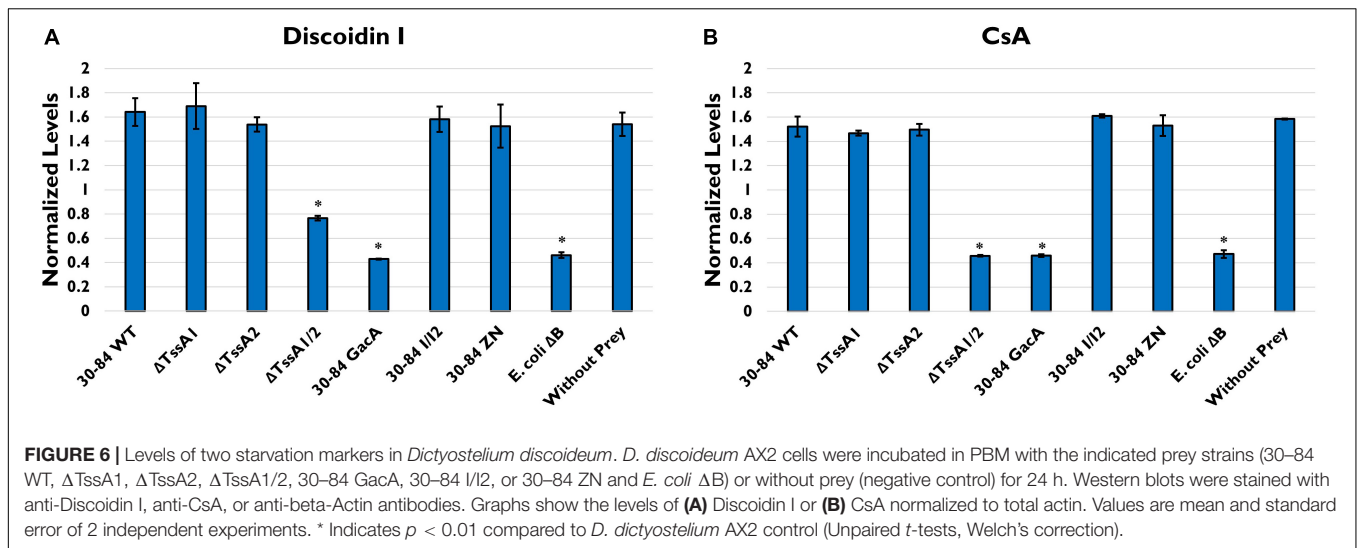 A
Discoidin I
Normalized Levels
2
1.8
1.6
1.4
1.2
1
0.8
0.6
0.4
0.2
0
*
*
*
30-84 WT
ΔTssA1
ΔTssA2
ΔTssA1/2
30-84 GacA
30-84 I/I2
30-84 ZN
E. coli ΔB
Without Prey
B
CsA
Normalized Levels
2
1.8
1.6
1.4
1.2
1
0.8
0.6
0.4
0.2
0
*
*
*
30-84 WT
ΔTssA1
ΔTssA2
ΔTssA1/2
30-84 GacA
30-84 I/I2
30-84 ZN
E. coli ΔB
Without Prey
FIGURE 6 | Levels of two starvation markers in Dictyostelium discoideum. D. discoideum AX2 cells were incubated in PBM with the indicated prey strains (30–84
WT, ΔTssA1, ΔTssA2, ΔTssA1/2, 30–84 GacA, 30–84 I/I2, or 30–84 ZN and E. coli ΔB) or without prey (negative control) for 24 h. Western blots were stained with
anti-Discoidin I, anti-CsA, or anti-beta-Actin antibodies. Graphs show the levels of (A) Discoidin I or (B) CsA normalized to total actin. Values are mean and standard
error of 2 independent experiments. * Indicates p < 0.01 compared to D. dictyostelium AX2 control (Unpaired t-tests, Welch's correction).